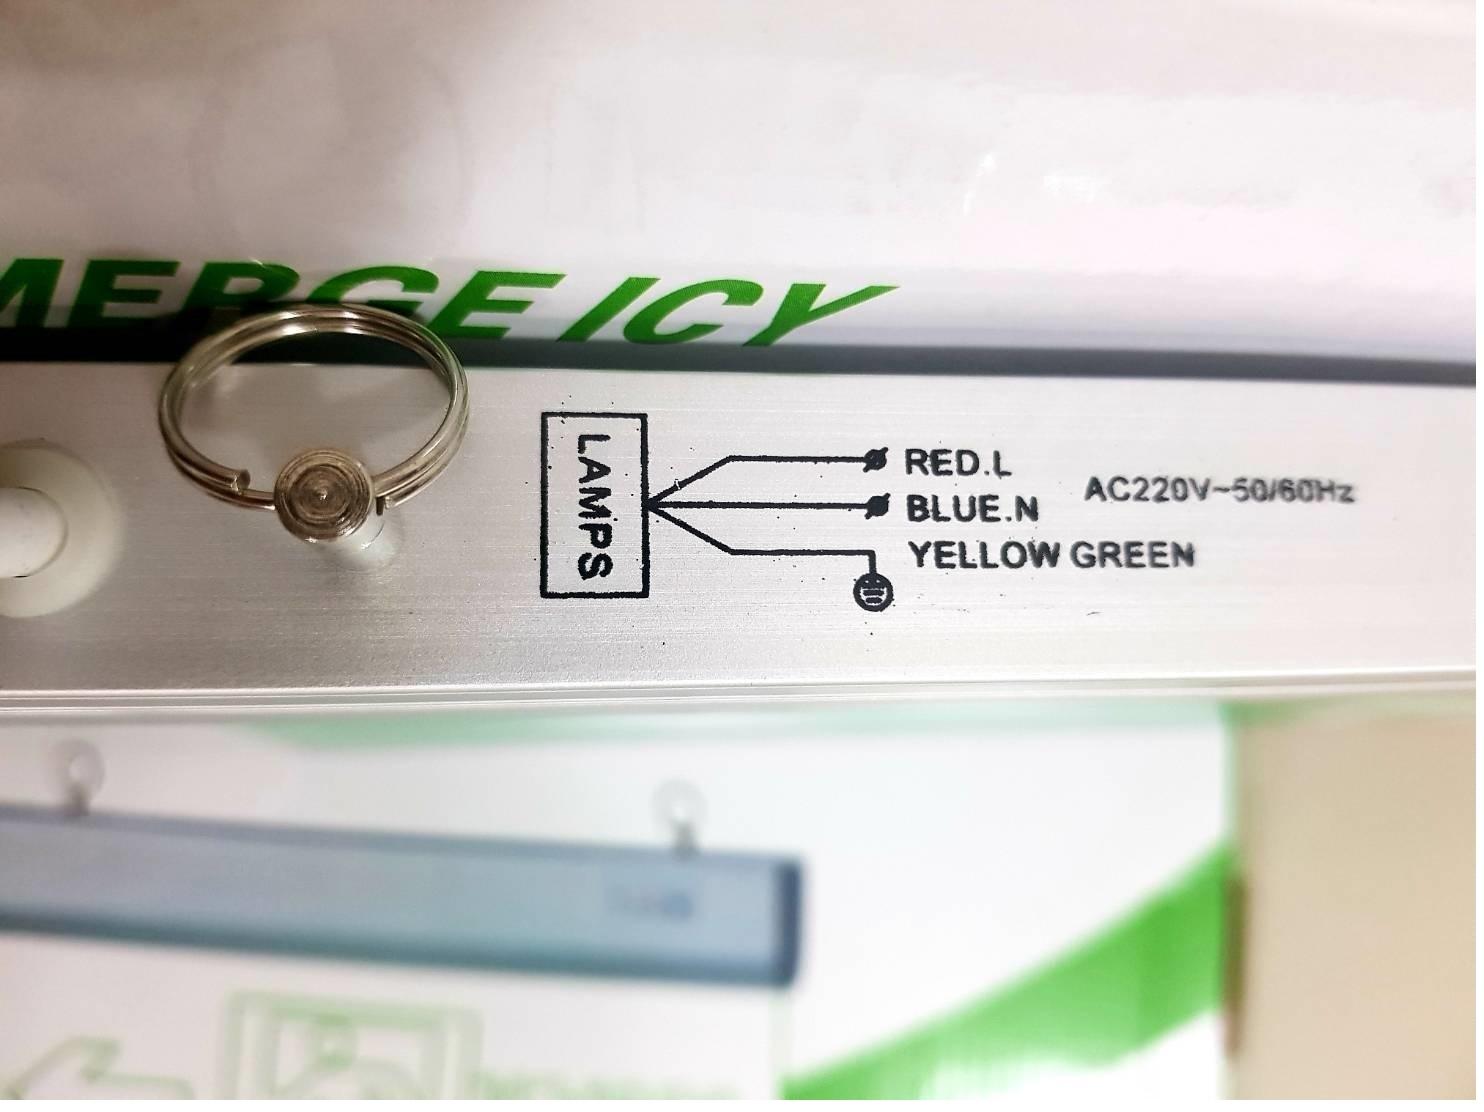 MERGE ICY
LAMPS
RED.L
BLUE.N
AC220V~50/60Hz
YELLOW GREEN